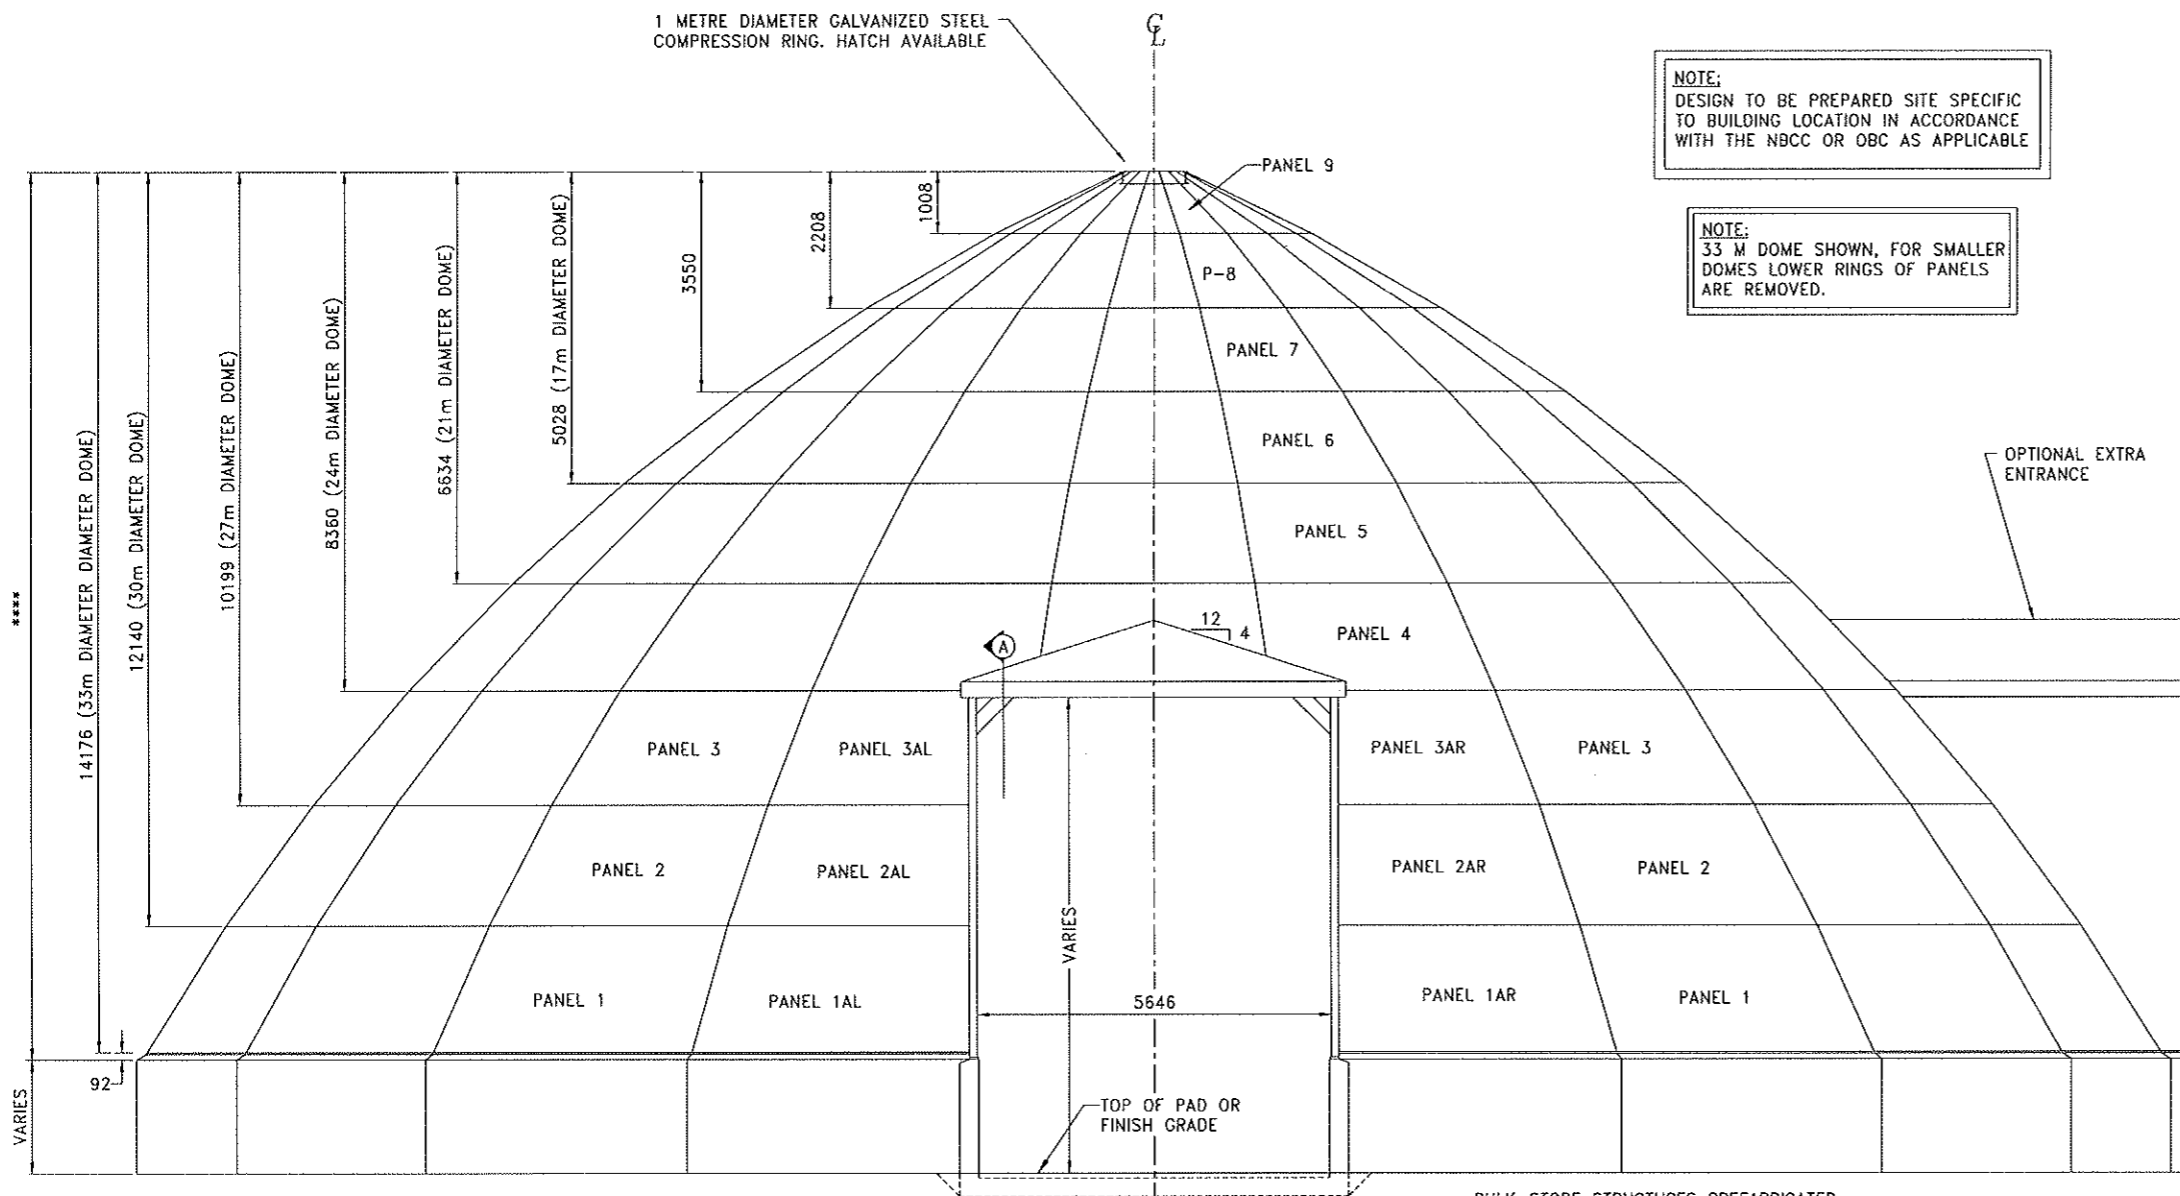 1 METRE DIAMETER GALVANIZED STEEL
COMPRESSION RING. HATCH AVAILABLE
CL
NOTE;
DESIGN TO BE PREPARED SITE SPECIFIC
TO BUILDING LOCATION IN ACCORDANCE
WITH THE NBCC OR OBC AS APPLICABLE
NOTE:
33 M DOME SHOWN, FOR SMALLER
DOMES LOWER RINGS OF PANELS
ARE REMOVED.
PANEL 9
1008
2208
3550
5028 (17m DIAMETER DOME)
6634 (21m DIAMETER DOME)
8360 (24m DIAMETER DOME)
10199 (27m DIAMETER DOME)
12140 (30m DIAMETER DOME)
14176 (33m DIAMETER DIAMETER DOME)
****
P-8
PANEL 7
PANEL 6
OPTIONAL EXTRA
ENTRANCE
PANEL 5
12
4
PANEL 4
A
PANEL 3
PANEL 3AL
PANEL 3AR
PANEL 3
PANEL 2
PANEL 2AL
PANEL 2AR
PANEL 2
VARIES
PANEL 1
PANEL 1AL
5646
PANEL 1AR
PANEL 1
92
VARIES
TOP OF PAD OR
FINISH GRADE